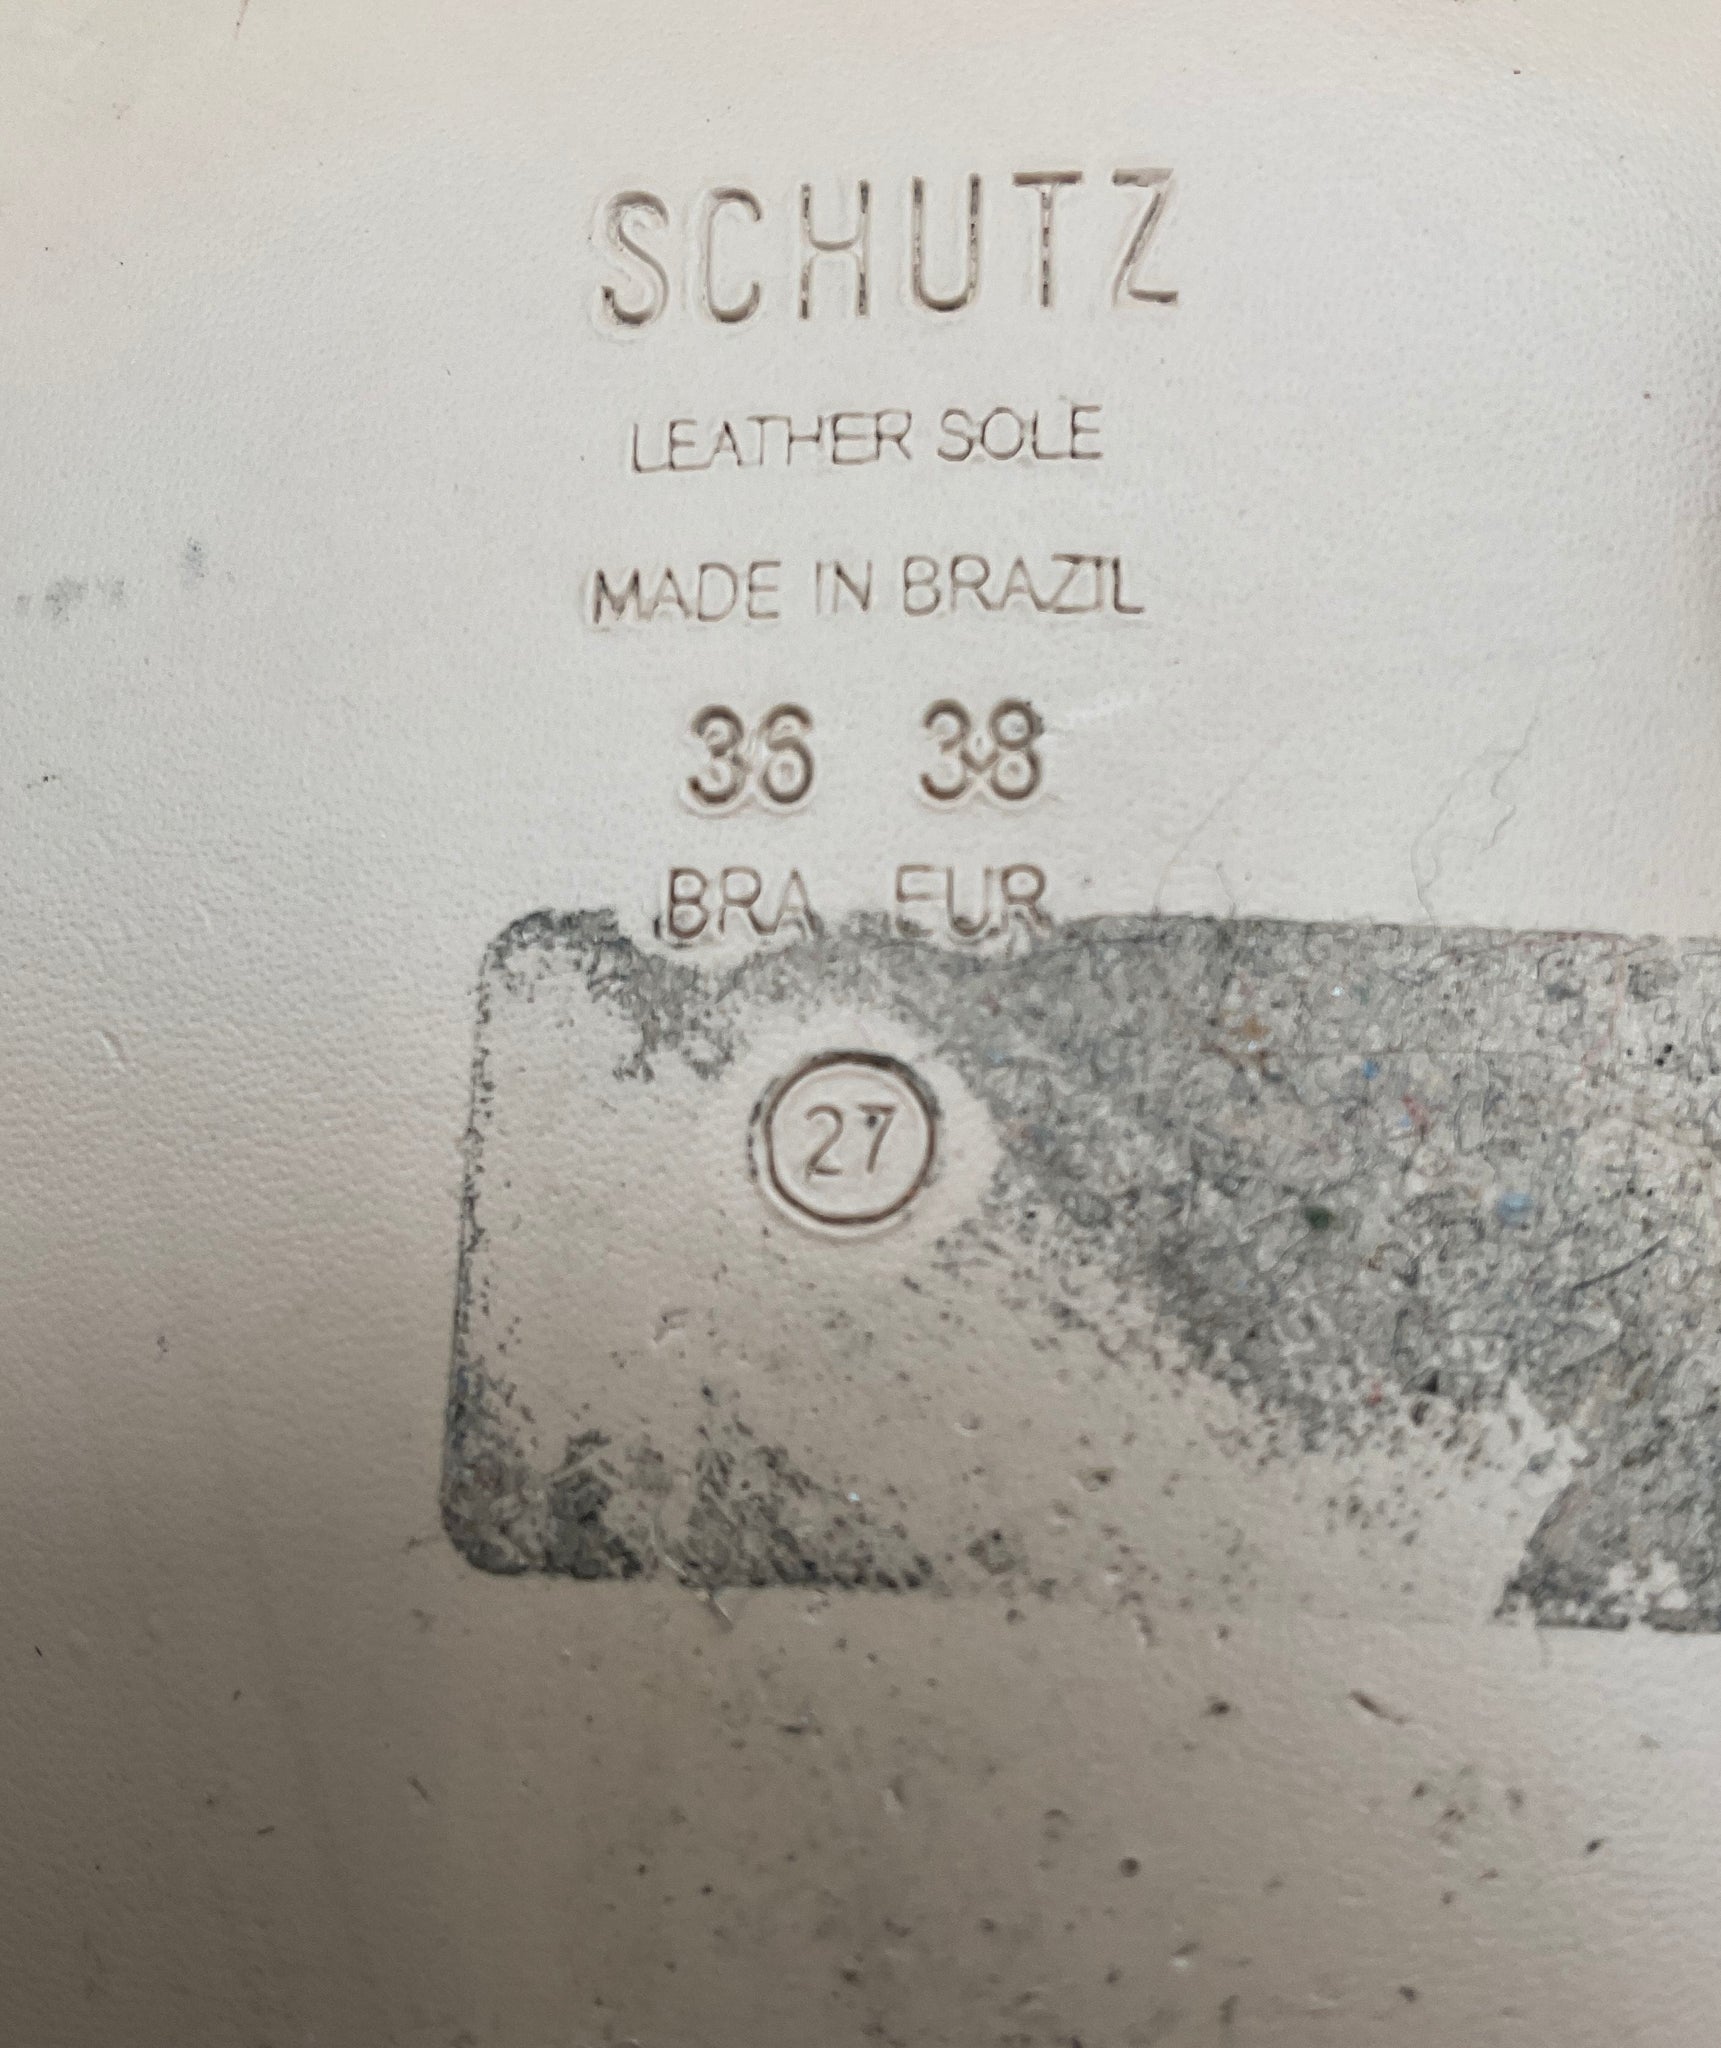 SCHUTZ
LEATHER SOLE
MADE IN BRAZIL
36 38
BRA EUR
27